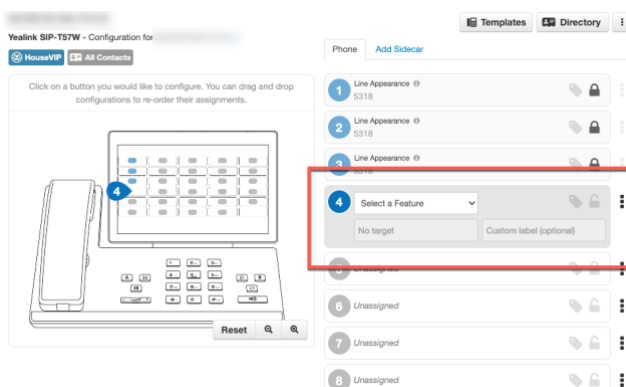 Templates
Directory
Yealink SIP-T57W - Configuration for
HouseVIP
All Contacts
Phone
Add Sidecar
Click on a button you would like to configure. You can drag and drop
configurations to re-order their assignments.
4
Reset
1
Line Appearance
5318
2
Line Appearance
5318
3
Line Appearance
5318
4
Select a Feature
No target
Custom label (optional)
5
Unassigned
6
Unassigned
7
Unassigned
8
Unassigned